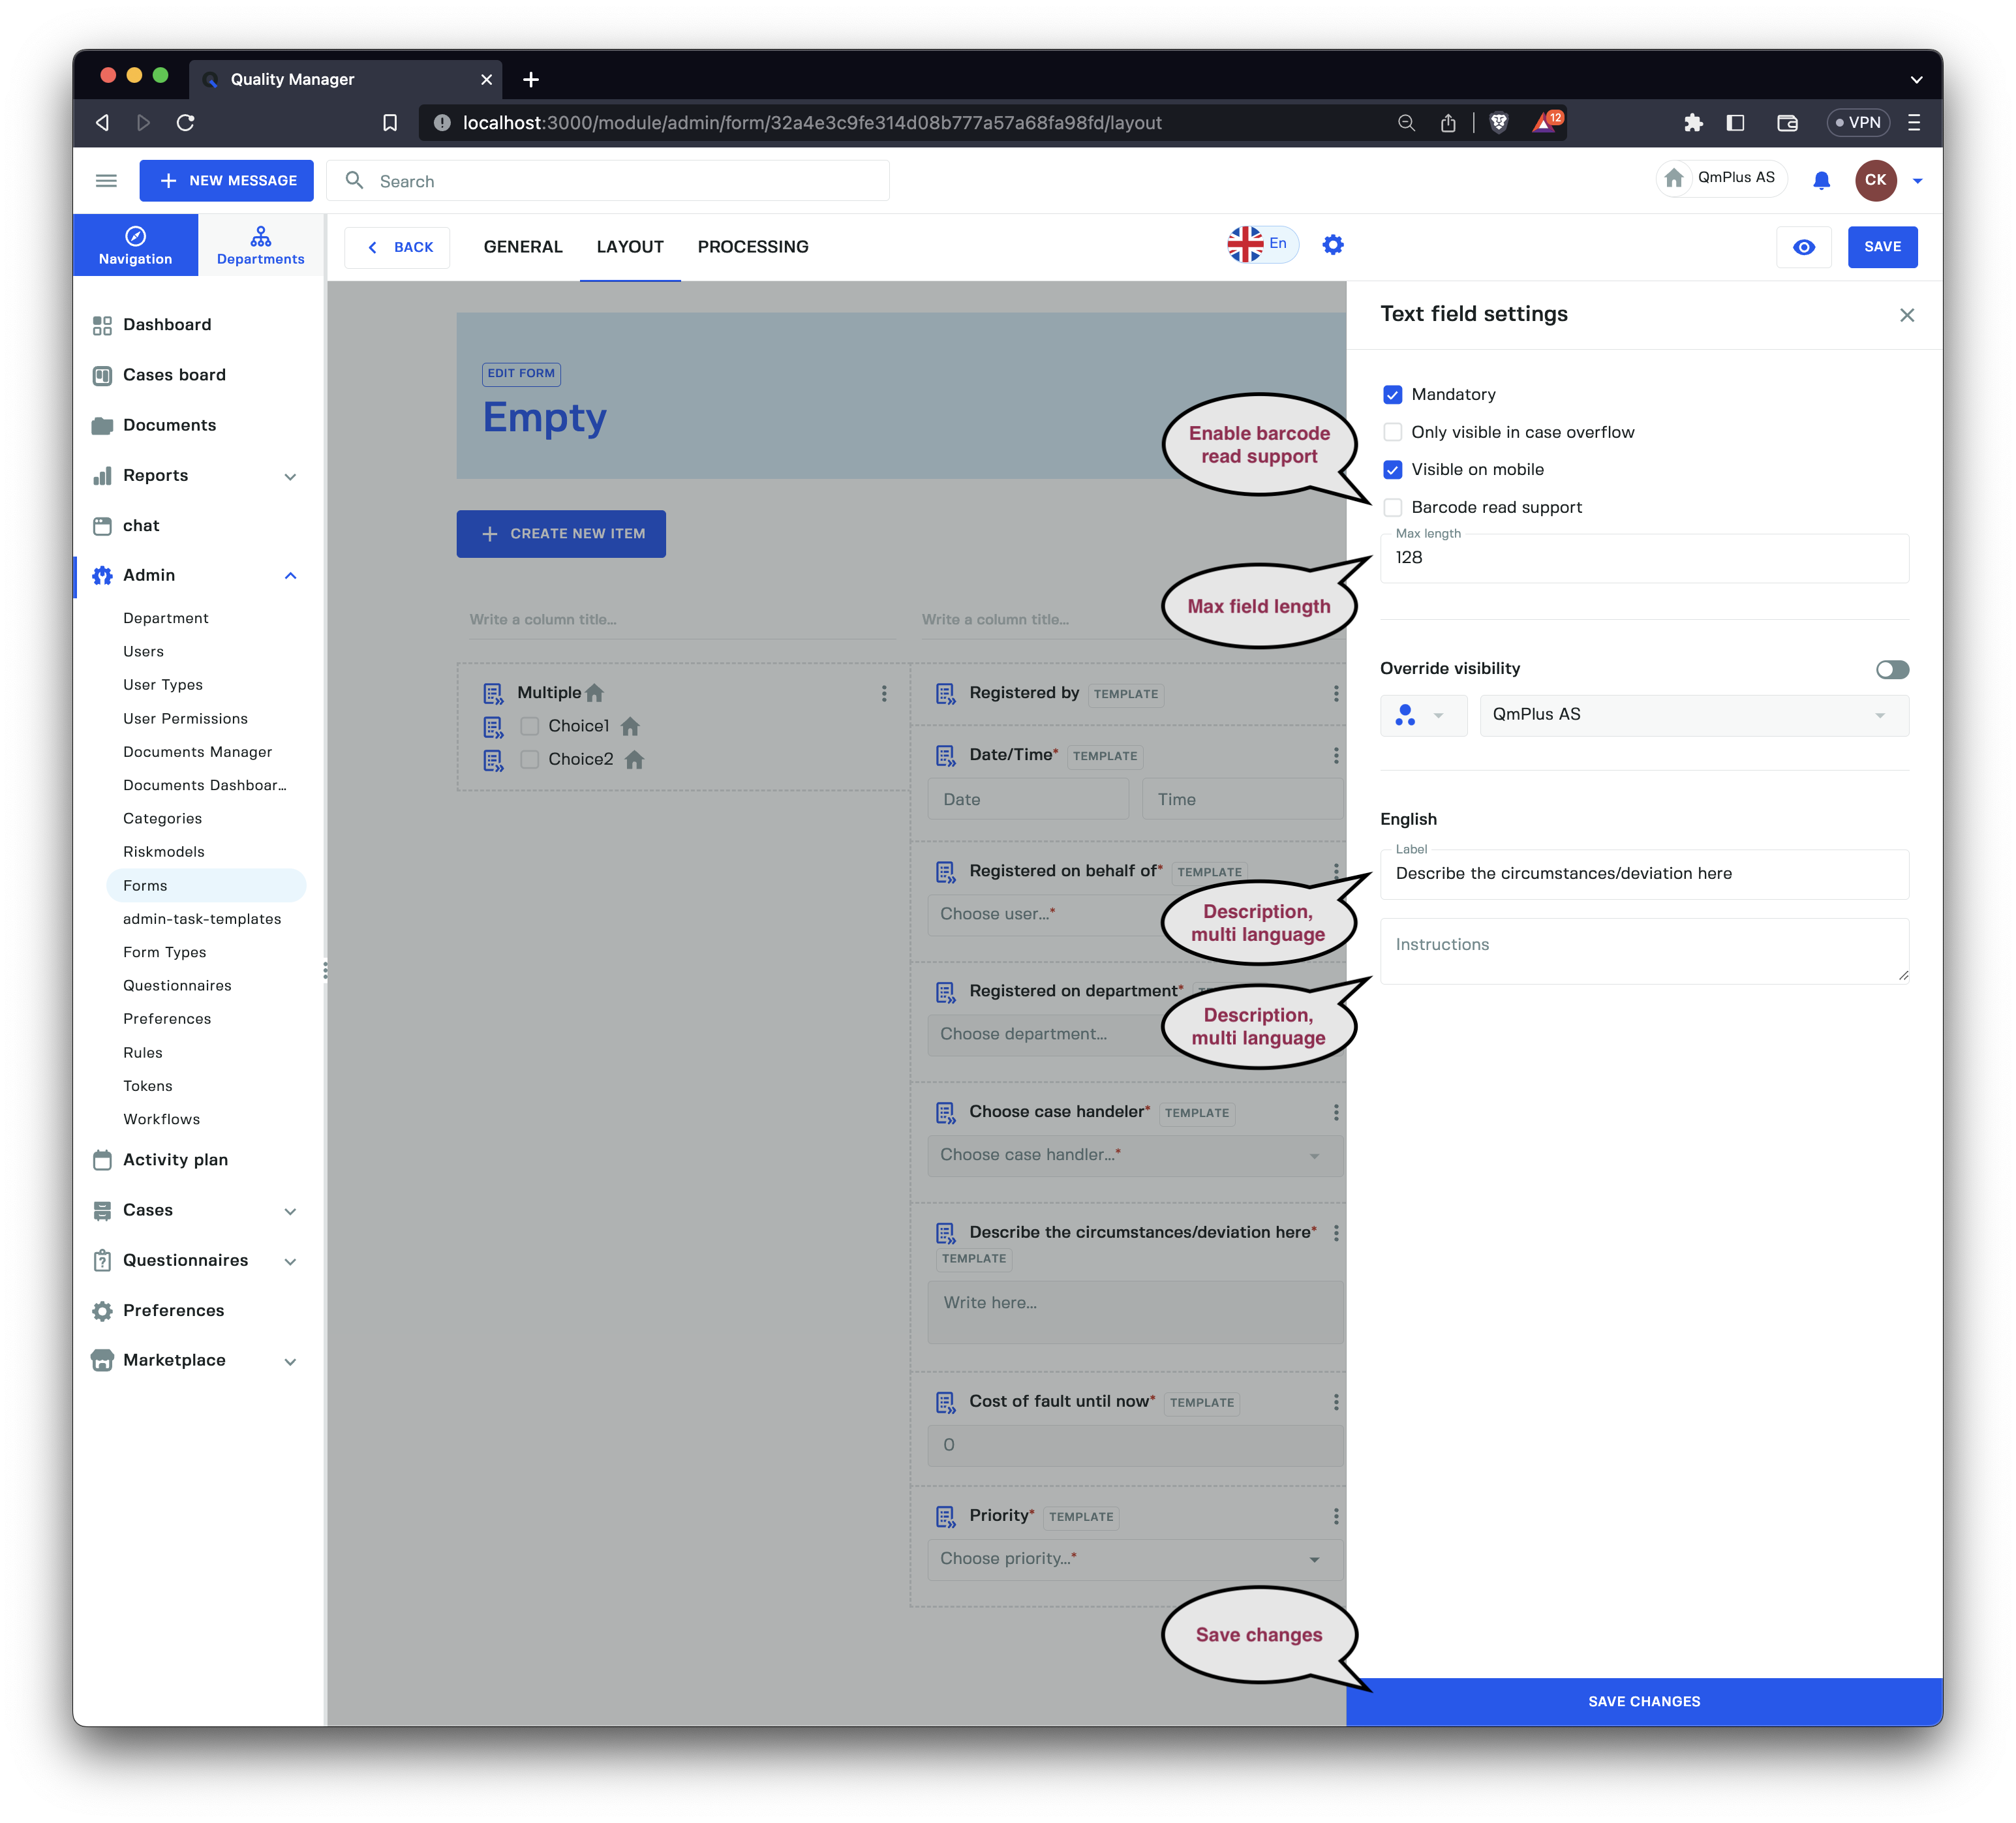 Quality Manager
localhost:3000/module/admin/form/32a4e3c9fe314d08b777a57a68fa98fd/layout
12
VPN
NEW MESSAGE
Search
QmPlus AS
CK
Navigation
Departments
BACK
GENERAL
LAYOUT
PROCESSING
En
SAVE
Dashboard
Cases board
Documents
Reports
chat
Admin
Department
Users
User Types
User Permissions
Documents Manager
Documents Dashboar...
Categories
Riskmodels
Forms
admin-task-templates
Form Types
Questionnaires
Preferences
Rules
Tokens
Workflows
Activity plan
Cases
Questionnaires
Preferences
Marketplace
EDIT FORM
Empty
CREATE NEW ITEM
Write a column title...
Multiple
Choice1
Choice2
Write a column title...
Registered by TEMPLATE
Date/Time* TEMPLATE
Date
Time
Registered on behalf of* TEMPLATE
Choose user...*
Registered on department*
Choose department...
Choose case handeler* TEMPLATE
Choose case handler...*
Describe the circumstances/deviation here*
TEMPLATE
Write here...
Cost of fault until now* TEMPLATE
0
Priority* TEMPLATE
Choose priority...*
Enable barcode
read support
Max field length
Description,
multi language
Description,
multi language
Save changes
Text field settings
Mandatory
Only visible in case overflow
Visible on mobile
Barcode read support
Max length
128
Override visibility
QmPlus AS
English
Label
Describe the circumstances/deviation here
Instructions
SAVE CHANGES